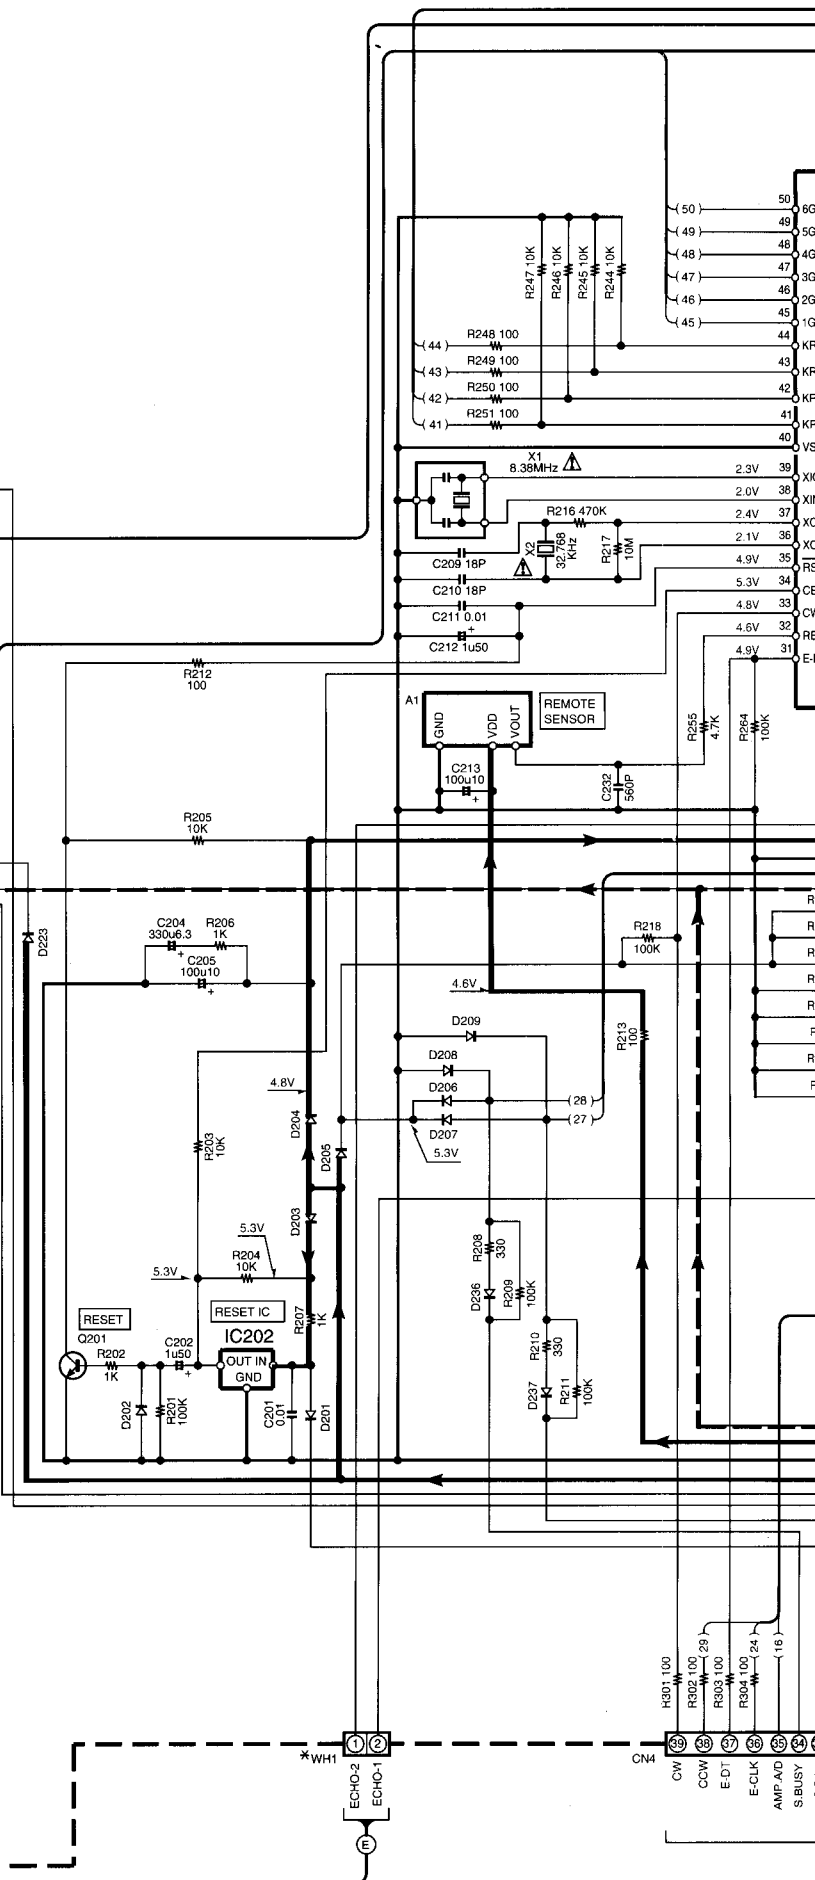 50
( 50 )
6G
49
( 49 )
5G
48
( 48 )
4G
47
( 47 )
3G
46
( 46 )
2G
45
( 45 )
1G
R247 10K
R246 10K
R245 10K
R244 10K
44
( 44 )
R248 100
KR
43
( 43 )
R249 100
KR
42
( 42 )
R250 100
41
( 41 )
R251 100
40
VS
X1
8.38MHz
2.3V 39
2.0V 38
XIN
R216 470K
2.4V 37
X2
32.768
KHz
R217
10M
2.1V 36
C209 18P
4.9V 35
RS
C210 18P
5.3V 34
C211 0.01
4.8V 33
CW
C212 1u50
+
4.6V 32
RE
4.9V 31
R212
100
A1
GND
VDD
VOUT
REMOTE
SENSOR
R255
4.7K
R264
100K
C213
100u10
+
C232
560P
R205
10K
D223
C204
330u6.3
+
R206
1K
C205
100u10
+
R218
100K
R
R
R
R
R
R
R
R
4.6V
D209
R213
100
D208
4.8V
D206
( 28 )
D204
D207
( 27 )
5.3V
R203
10K
D205
D203
5.3V
R204
10K
5.3V
R208
330
D236
R209
100K
RESET
Q201
RESET IC
IC202
R207
1K
R202
1K
C202
1u50
+
OUT IN
GND
R210
330
D202
R201
100K
C201
0.01
D201
D237
R211
100K
( 29 )
( 24 )
( 16 )
R301 100
R302 100
R303 100
R304 100
*WH1
1
2
CN4
39
38
37
36
35
34
ECHO-2
ECHO-1
CW
CCW
E-DT
E-CLK
AMP.A/D
S.BUSY
E